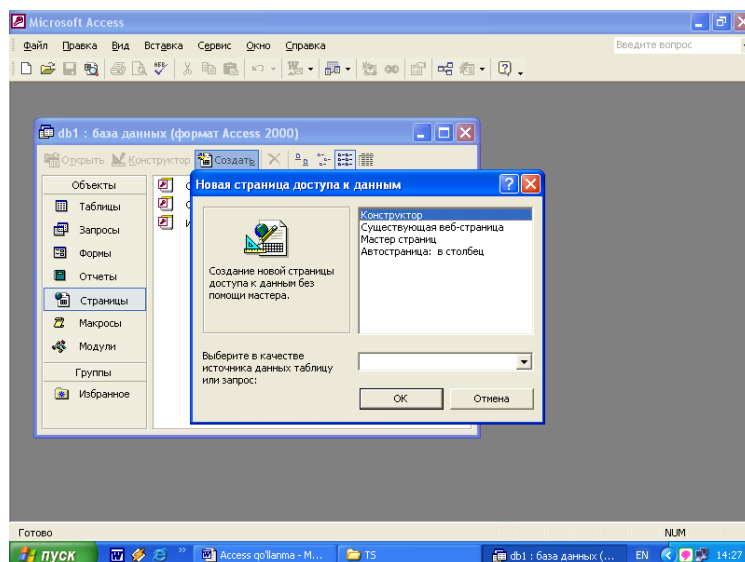 Microsoft Access
Файл Правка Вид Вставка Сервис Окно Справка
Введите вопрос
db1 : база данных (формат Access 2000)
Открыть Конструктор Создать
Объекты
Таблицы
Запросы
Формы
Отчеты
Страницы
Макросы
Модули
Группы
Избранное
Новая страница доступа к данным
Создание новой страницы
доступа к данным без
помощи мастера.
Конструктор
Существующая веб-страница
Мастер страниц
Автостраница: в столбец
Выберите в качестве
источника данных таблицу
или запрос:
ОК Отмена
Готово
NUM
пуск
Access qo'llanma - M...
TS
db1 : база данных (...
EN
14:27